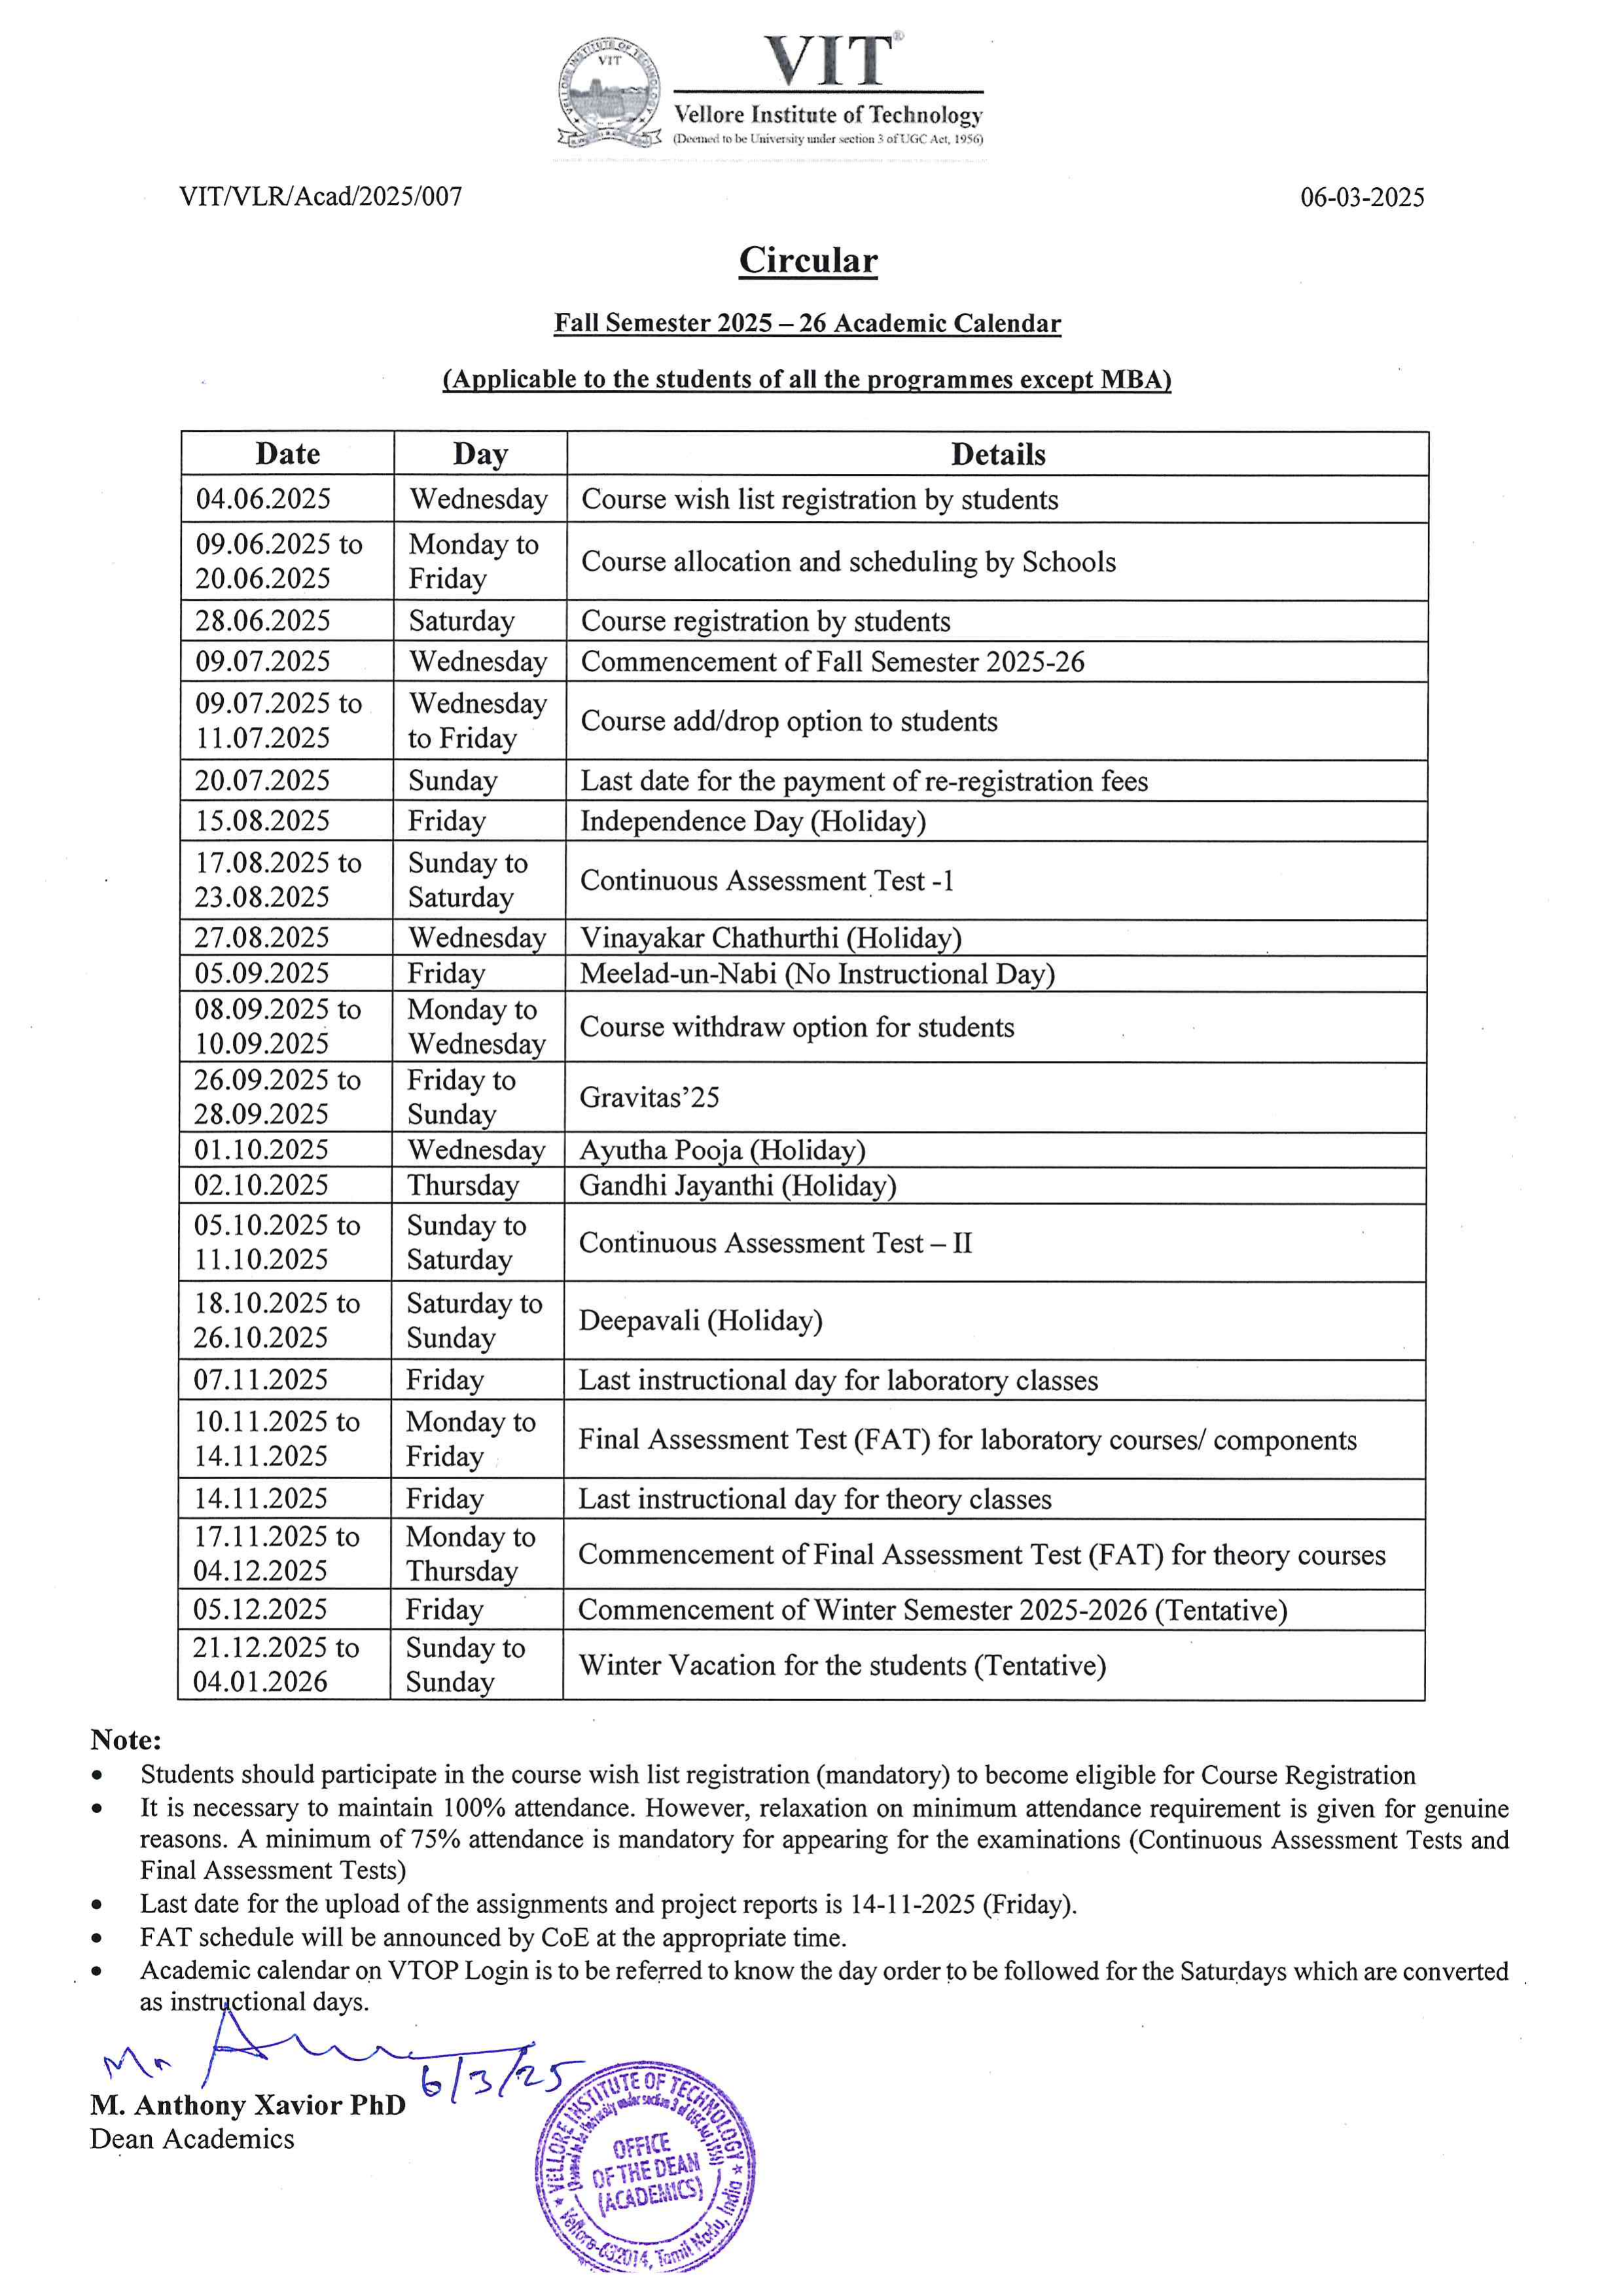 VELLORE INSTITUTE OF TECHNOLOGY
VIT
VIT®
Vellore Institute of Technology
(Deemed to be University under section 3 of UGC Act, 1956)
VIT/VLR/Acad/2025/007 06-03-2025
Circular
Fall Semester 2025 – 26 Academic Calendar
(Applicable to the students of all the programmes except MBA)
Date Day Details
04.06.2025 Wednesday Course wish list registration by students
09.06.2025 to Monday to
20.06.2025 Friday Course allocation and scheduling by Schools
28.06.2025 Saturday Course registration by students
09.07.2025 Wednesday Commencement of Fall Semester 2025-26
09.07.2025 to Wednesday
11.07.2025 to Friday Course add/drop option to students
20.07.2025 Sunday Last date for the payment of re-registration fees
15.08.2025 Friday Independence Day (Holiday)
17.08.2025 to Sunday to
23.08.2025 Saturday Continuous Assessment Test -1
27.08.2025 Wednesday Vinayakar Chathurthi (Holiday)
05.09.2025 Friday Meelad-un-Nabi (No Instructional Day)
08.09.2025 to Monday to
10.09.2025 Wednesday Course withdraw option for students
26.09.2025 to Friday to
28.09.2025 Sunday Gravitas’25
01.10.2025 Wednesday Ayutha Pooja (Holiday)
02.10.2025 Thursday Gandhi Jayanthi (Holiday)
05.10.2025 to Sunday to
11.10.2025 Saturday Continuous Assessment Test – II
18.10.2025 to Saturday to
26.10.2025 Sunday Deepavali (Holiday)
07.11.2025 Friday Last instructional day for laboratory classes
10.11.2025 to Monday to
14.11.2025 Friday Final Assessment Test (FAT) for laboratory courses/ components
14.11.2025 Friday Last instructional day for theory classes
17.11.2025 to Monday to
04.12.2025 Thursday Commencement of Final Assessment Test (FAT) for theory courses
05.12.2025 Friday Commencement of Winter Semester 2025-2026 (Tentative)
21.12.2025 to Sunday to
04.01.2026 Sunday Winter Vacation for the students (Tentative)
Note:
• Students should participate in the course wish list registration (mandatory) to become eligible for Course Registration
• It is necessary to maintain 100% attendance. However, relaxation on minimum attendance requirement is given for genuine
reasons. A minimum of 75% attendance is mandatory for appearing for the examinations (Continuous Assessment Tests and
Final Assessment Tests)
• Last date for the upload of the assignments and project reports is 14-11-2025 (Friday).
• FAT schedule will be announced by CoE at the appropriate time.
• Academic calendar on VTOP Login is to be referred to know the day order to be followed for the Saturdays which are converted
as instructional days.
6/3/25
M. Anthony Xavior PhD
Dean Academics
VELLORE INSTITUTE OF TECHNOLOGY
OFFICE
OF THE DEAN
(ACADEMICS)
Vellore-632014, Tamil Nadu, India